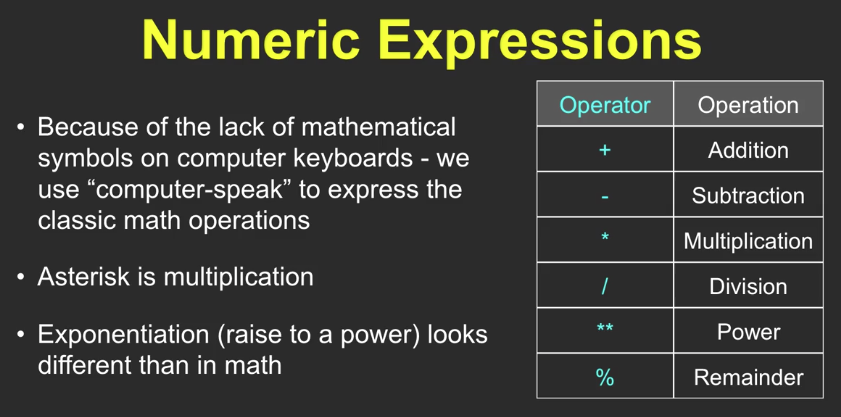 Numeric Expressions
• Because of the lack of mathematical
symbols on computer keyboards - we
use “computer-speak” to express the
classic math operations
• Asterisk is multiplication
• Exponentiation (raise to a power) looks
different than in math
Operator Operation
+ Addition
- Subtraction
* Multiplication
/ Division
** Power
% Remainder